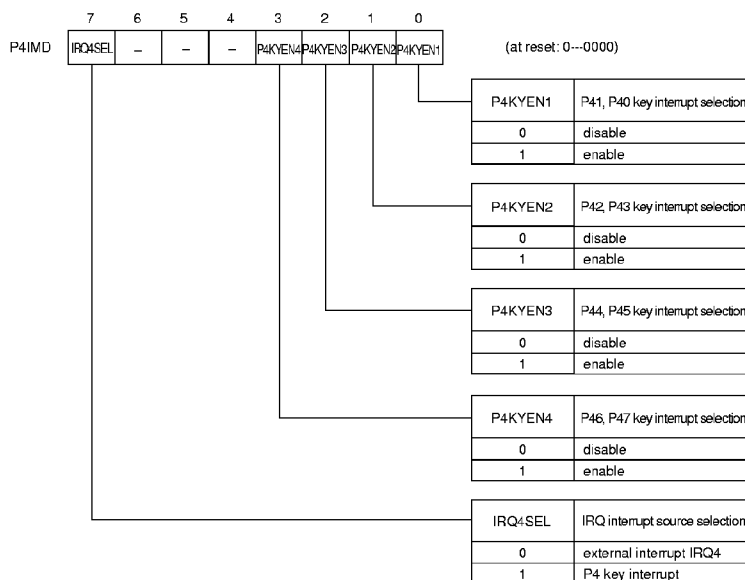 7 6 5 4 3 2 1 0
P4IMD IRQ4SEL – – – P4KYEN4 P4KYEN3 P4KYEN2 P4KYEN1 (at reset: 0---0000)
P4KYEN1 P41, P40 key interrupt selection
0 disable
1 enable
P4KYEN2 P42, P43 key interrupt selection
0 disable
1 enable
P4KYEN3 P44, P45 key interrupt selection
0 disable
1 enable
P4KYEN4 P46, P47 key interrupt selection
0 disable
1 enable
IRQ4SEL IRQ interrupt source selection
0 external interrupt IRQ4
1 P4 key interrupt